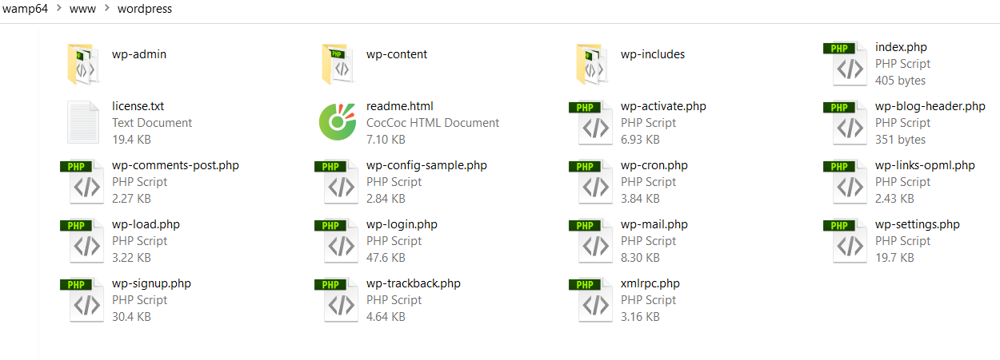 wamp64 > www > wordpress
wp-admin
wp-content
wp-includes
PHP
index.php
PHP Script
405 bytes
license.txt
Text Document
19.4 KB
readme.html
CocCoc HTML Document
7.10 KB
PHP
wp-activate.php
PHP Script
6.93 KB
PHP
wp-blog-header.php
PHP Script
351 bytes
PHP
wp-comments-post.php
PHP Script
2.27 KB
PHP
wp-config-sample.php
PHP Script
2.84 KB
PHP
wp-cron.php
PHP Script
3.84 KB
PHP
wp-links-opml.php
PHP Script
2.43 KB
PHP
wp-load.php
PHP Script
3.22 KB
PHP
wp-login.php
PHP Script
47.6 KB
PHP
wp-mail.php
PHP Script
8.30 KB
PHP
wp-settings.php
PHP Script
19.7 KB
PHP
wp-signup.php
PHP Script
30.4 KB
PHP
wp-trackback.php
PHP Script
4.64 KB
PHP
xmlrpc.php
PHP Script
3.16 KB